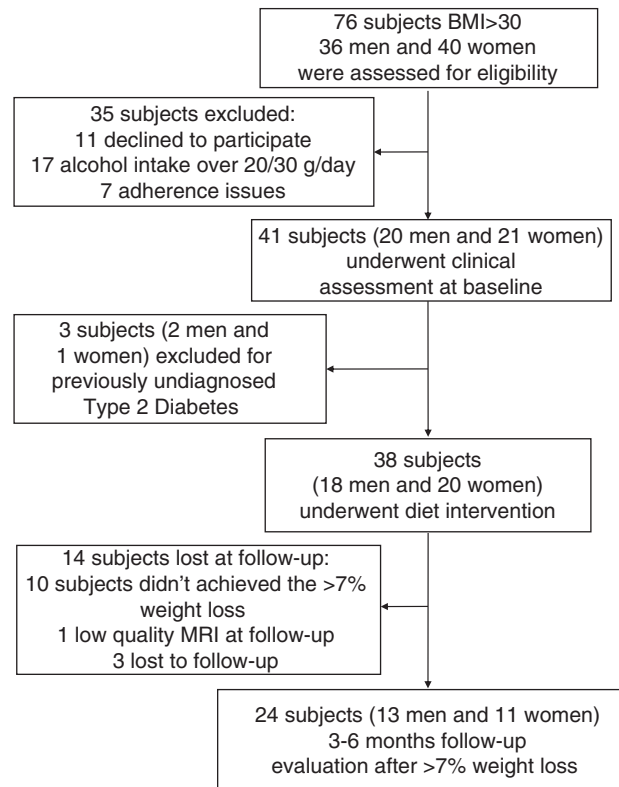 76 subjects BMI>30
36 men and 40 women
were assessed for eligibility
35 subjects excluded:
11 declined to participate
17 alcohol intake over 20/30 g/day
7 adherence issues
41 subjects (20 men and 21 women)
underwent clinical
assessment at baseline
3 subjects (2 men and
1 women) excluded for
previously undiagnosed
Type 2 Diabetes
38 subjects
(18 men and 20 women)
underwent diet intervention
14 subjects lost at follow-up:
10 subjects didn't achieved the >7%
weight loss
1 low quality MRI at follow-up
3 lost to follow-up
24 subjects (13 men and 11 women)
3-6 months follow-up
evaluation after >7% weight loss